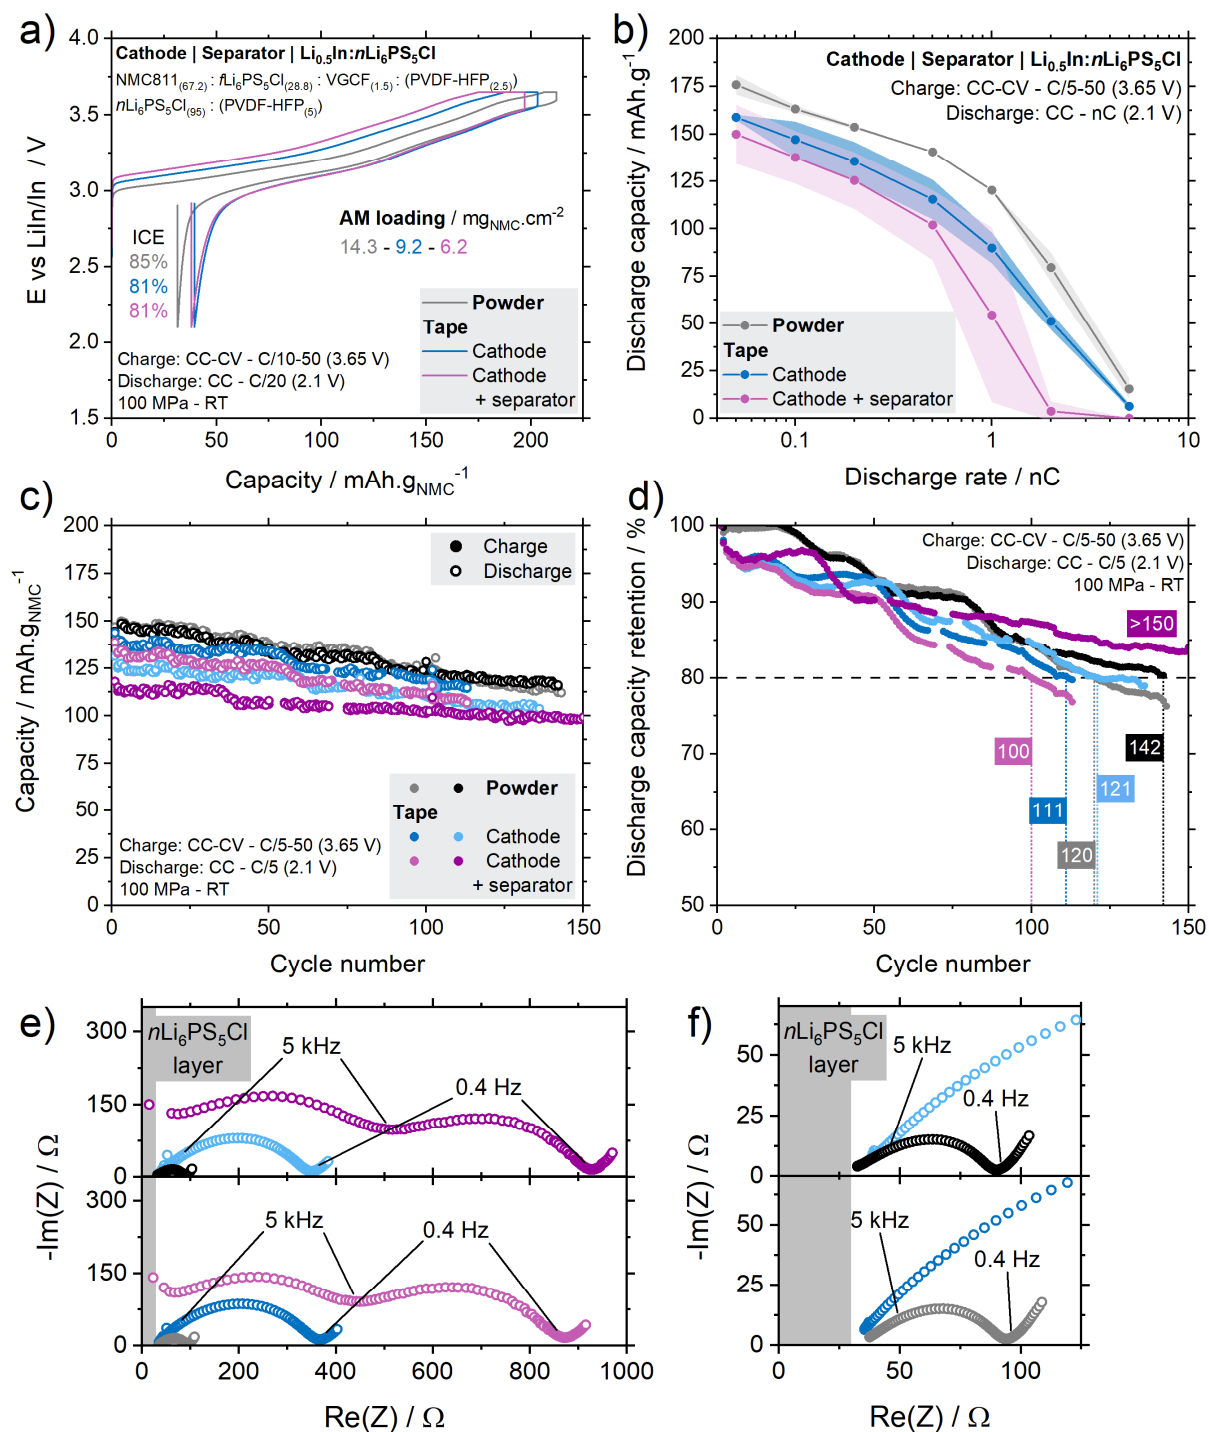 a)
4.0
3.5
3.0
2.5
2.0
1.5
E vs LiIn/In / V
Cathode | Separator | Li0.5In:nLi6PS5Cl
NMC811(67.2) : fLi6PS5Cl(28.8) : VGCF(1.5) : (PVDF-HFP(2.5))
nLi6PS5Cl(95) : (PVDF-HFP(5))
AM loading / mgNMC.cm-2
14.3 - 9.2 - 6.2
ICE
85%
81%
81%
Powder
Tape
Cathode
Cathode
+ separator
Charge: CC-CV - C/10-50 (3.65 V)
Discharge: CC - C/20 (2.1 V)
100 MPa - RT
0
50
100
150
200
Capacity / mAh.gNMC-1
b)
200
175
150
125
100
75
50
25
0
Discharge capacity / mAh.g-1
Cathode | Separator | Li0.5In:nLi6PS5Cl
Charge: CC-CV - C/5-50 (3.65 V)
Discharge: CC - nC (2.1 V)
Powder
Tape
Cathode
Cathode + separator
0.1
1
10
Discharge rate / nC
c)
200
175
150
125
100
75
50
25
0
Capacity / mAh.gNMC-1
Charge
Discharge
Powder
Tape
Cathode
Cathode
+ separator
Charge: CC-CV - C/5-50 (3.65 V)
Discharge: CC - C/5 (2.1 V)
100 MPa - RT
0
50
100
150
Cycle number
d)
100
90
80
70
60
50
Discharge capacity retention / %
Charge: CC-CV - C/5-50 (3.65 V)
Discharge: CC - C/5 (2.1 V)
100 MPa - RT
>150
100
142
121
111
120
0
25
50
75
100
125
150
Cycle number
e)
300
150
0
300
150
0
-Im(Z) / Ω
nLi6PS5Cl
layer
5 kHz
0.4 Hz
5 kHz
0.4 Hz
0
200
400
600
800
1000
Re(Z) / Ω
f)
50
25
0
50
25
0
-Im(Z) / Ω
nLi6PS5Cl
layer
5 kHz
0.4 Hz
5 kHz
0.4 Hz
0
50
100
Re(Z) / Ω